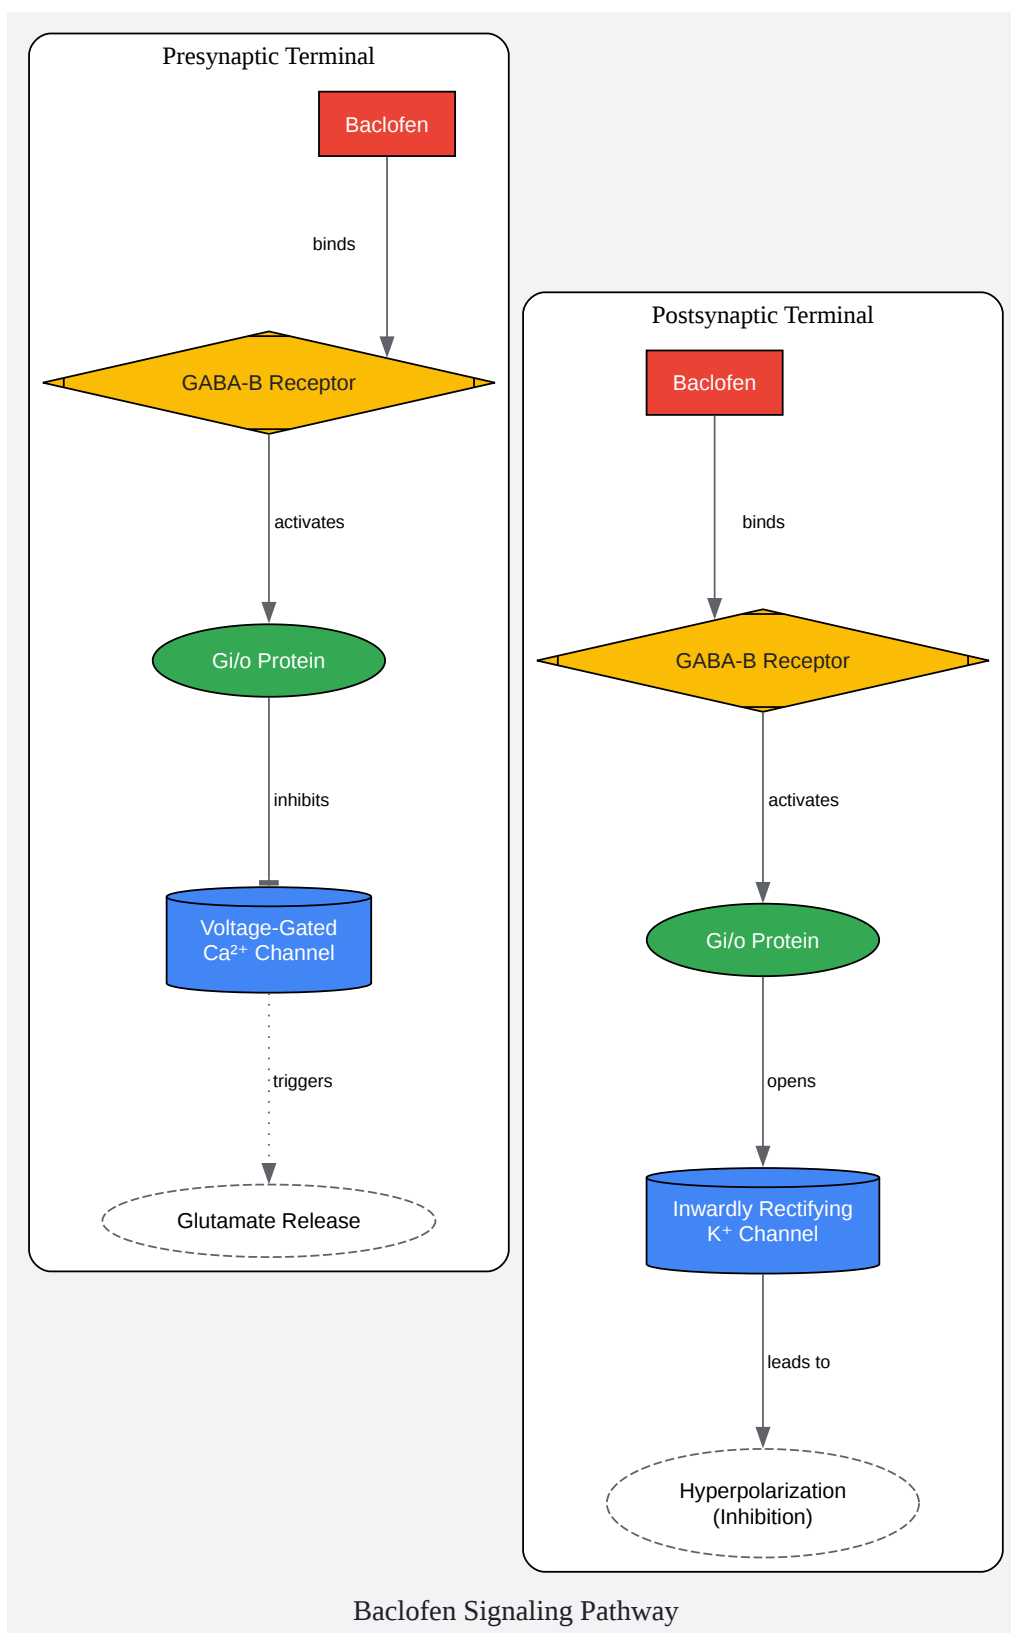 Presynaptic Terminal
Baclofen
binds
GABA-B Receptor
activates
Gi/o Protein
inhibits
Voltage-Gated
Ca²⁺ Channel
triggers
Glutamate Release
Postsynaptic Terminal
Baclofen
binds
GABA-B Receptor
activates
Gi/o Protein
opens
Inwardly Rectifying
K⁺ Channel
leads to
Hyperpolarization
(Inhibition)
Baclofen Signaling Pathway